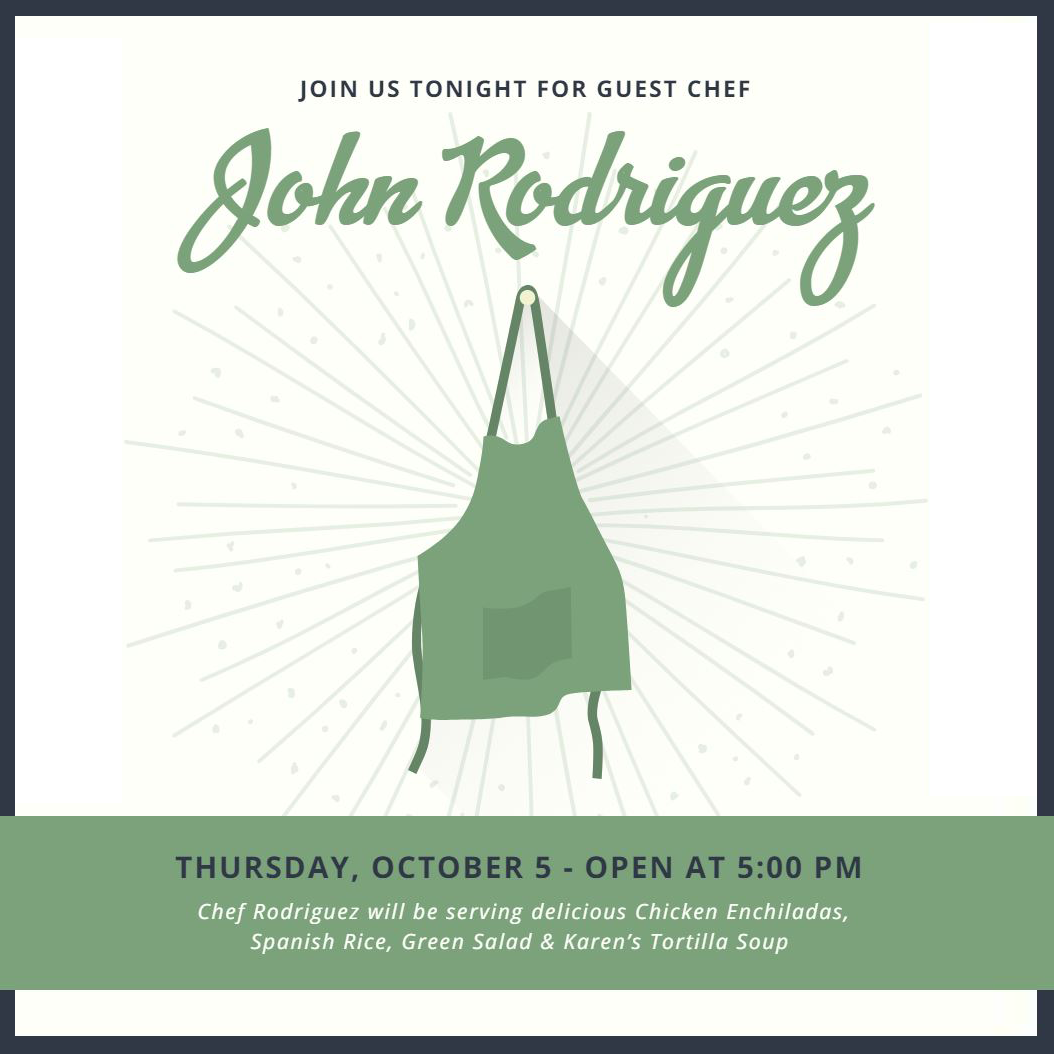 JOIN US TONIGHT FOR GUEST CHEF
John Rodriguez
THURSDAY, OCTOBER 5 - OPEN AT 5:00 PM
Chef Rodriguez will be serving delicious Chicken Enchiladas,
Spanish Rice, Green Salad & Karen’s Tortilla Soup